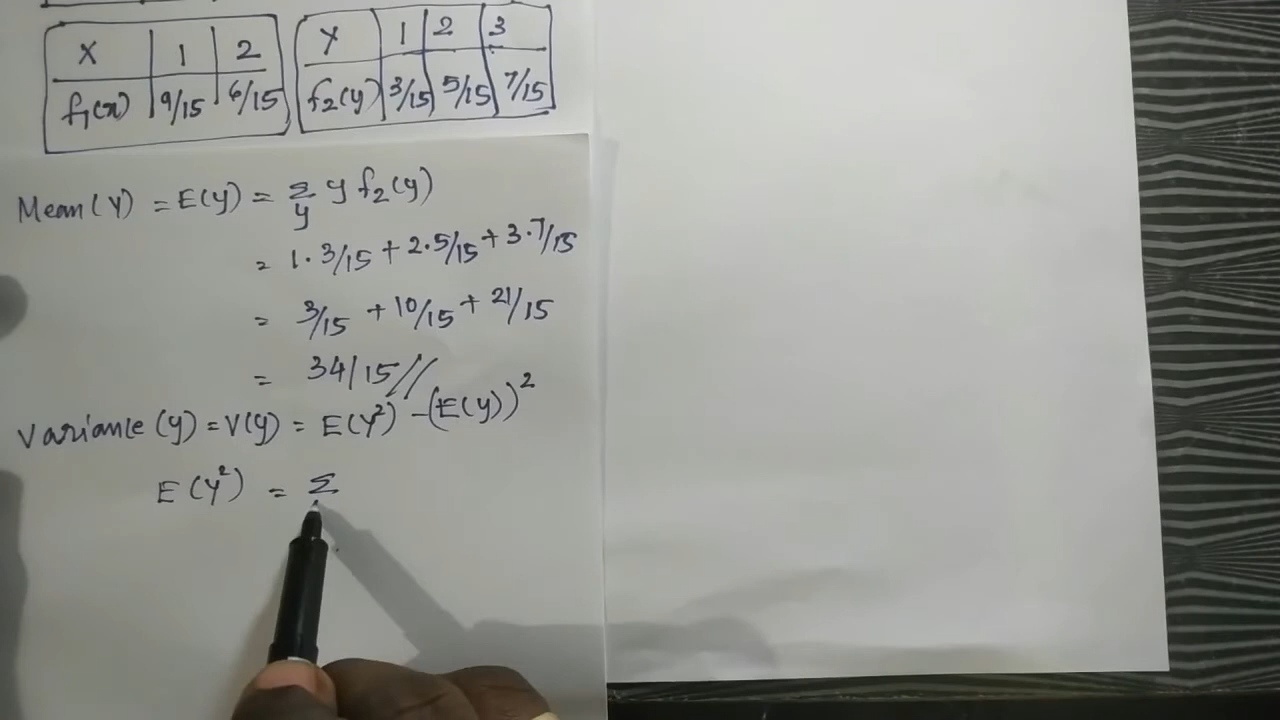 X 1 2
f₁(x) 9/15 6/15
Y 1 2 3
f₂(y) 3/15 5/15 7/15
Mean(Y) = E(y) = Σ y f₂(y)
y
= 1·3/15 + 2·5/15 + 3·7/15
= 3/15 + 10/15 + 21/15
= 34/15//
Variance (y) = V(y) = E(Y²) - (E(y))²
E(Y²) = Σ